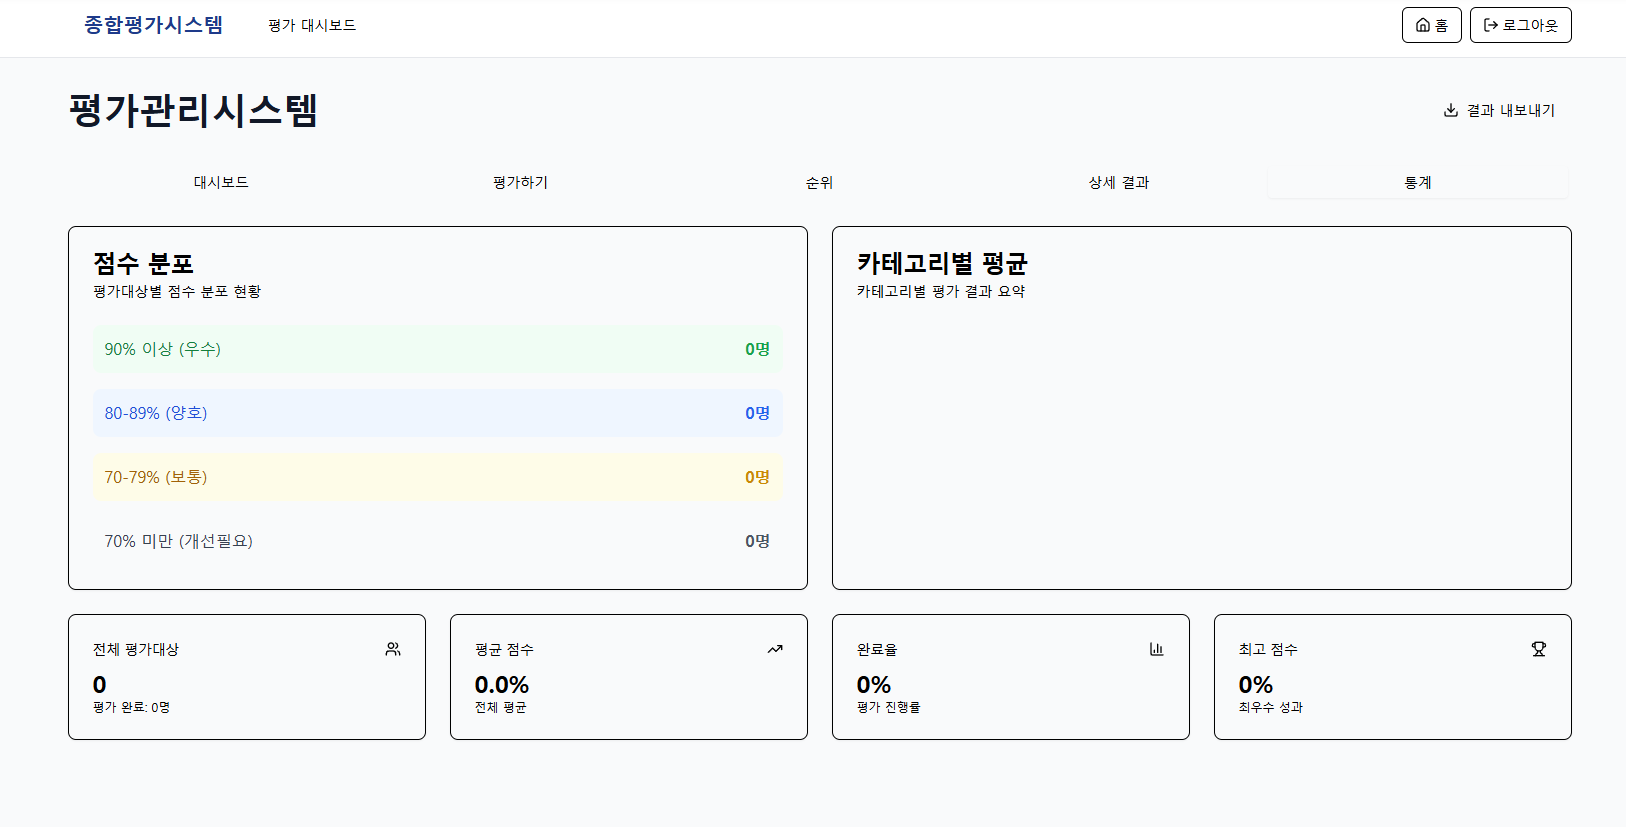 종합평가시스템
평가 대시보드
홈
로그아웃
평가관리시스템
결과 내보내기
대시보드
평가하기
순위
상세 결과
통계
점수 분포
평가대상별 점수 분포 현황
90% 이상 (우수)
0명
80-89% (양호)
0명
70-79% (보통)
0명
70% 미만 (개선필요)
0명
카테고리별 평균
카테고리별 평가 결과 요약
전체 평가대상
0
평가 완료: 0명
평균 점수
0.0%
전체 평균
완료율
0%
평가 진행률
최고 점수
0%
최우수 성과